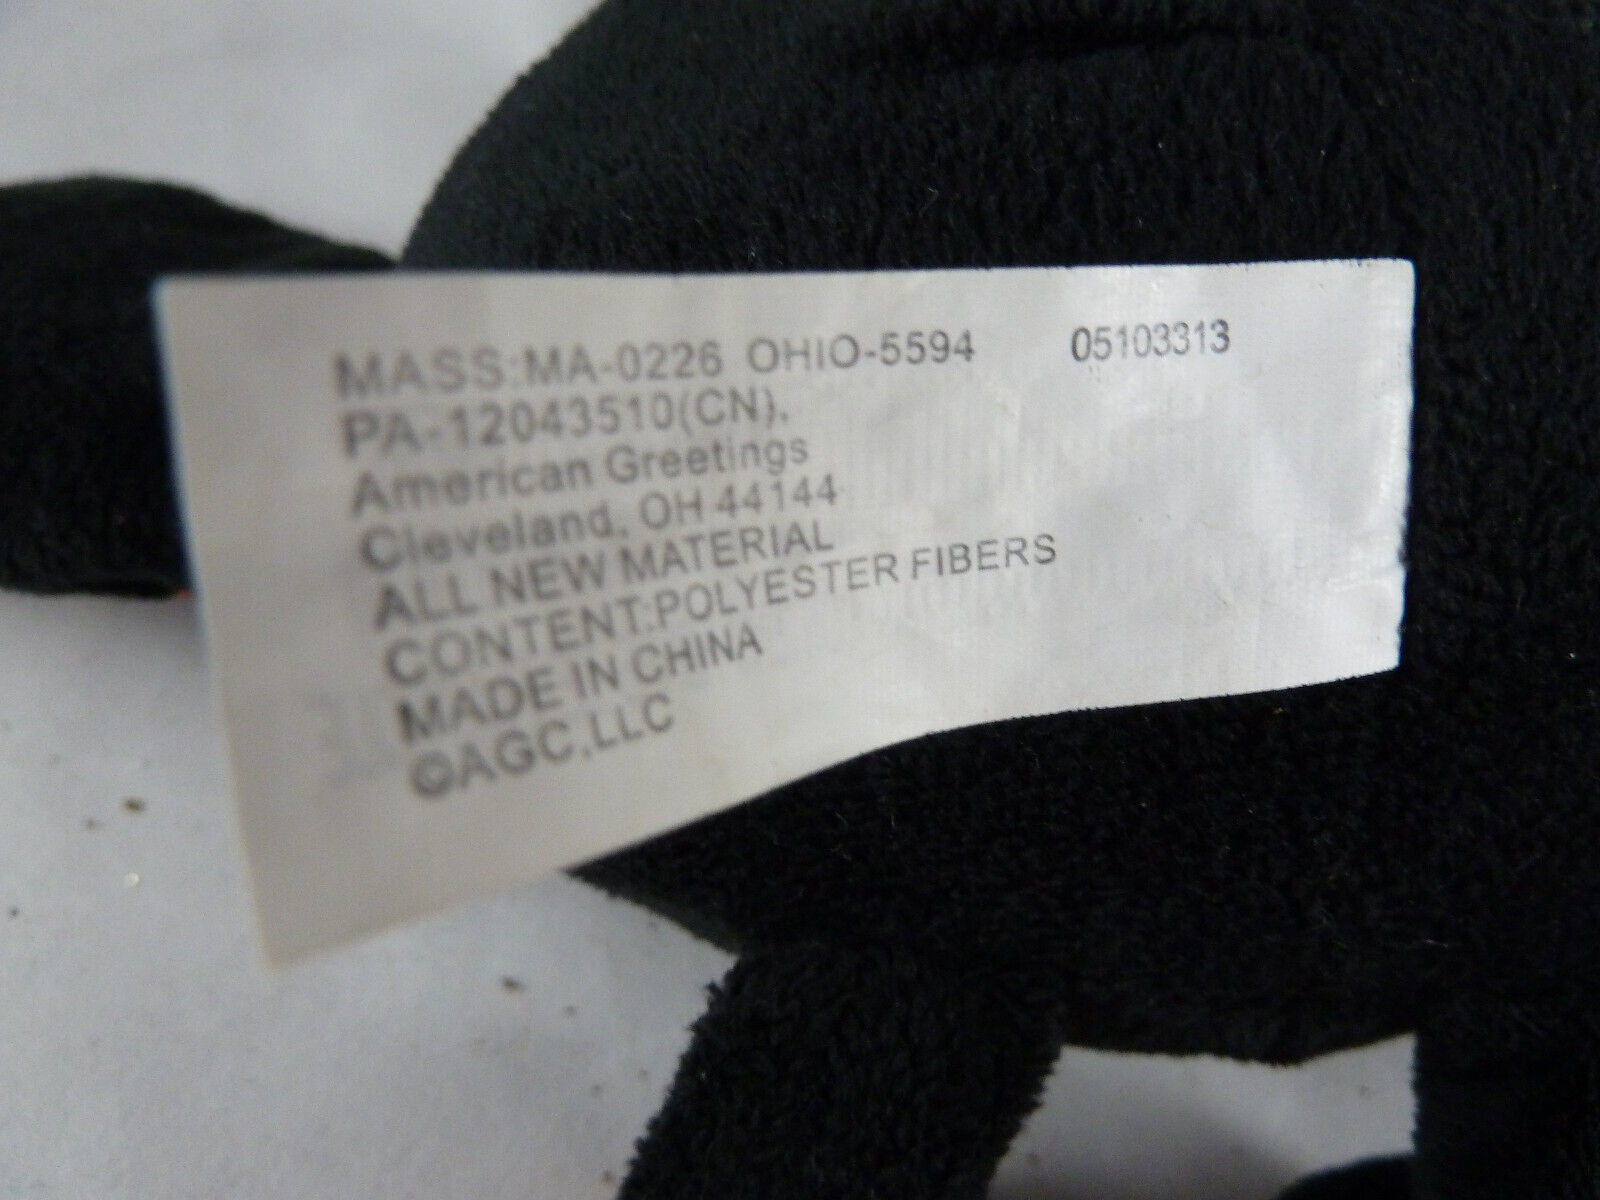 MASS:MA-0226 OHIO-5594 05103313
PA-12043510(CN).
American Greetings
Cleveland, OH 44144
ALL NEW MATERIAL
CONTENT:POLYESTER FIBERS
MADE IN CHINA
©AGC,LLC